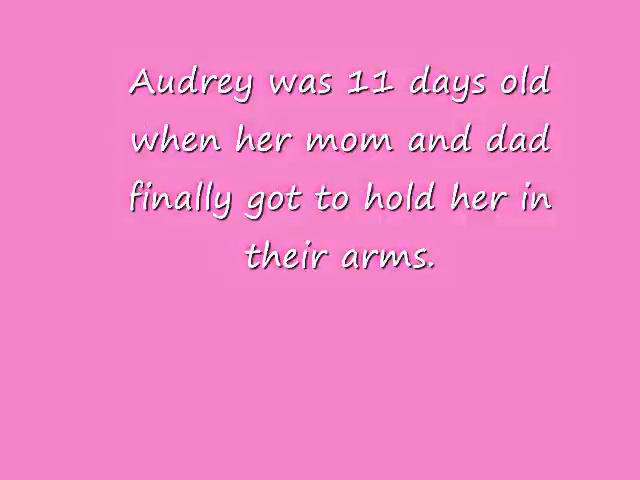 Audrey was 11 days old
when her mom and dad
finally got to hold her in
their arms.